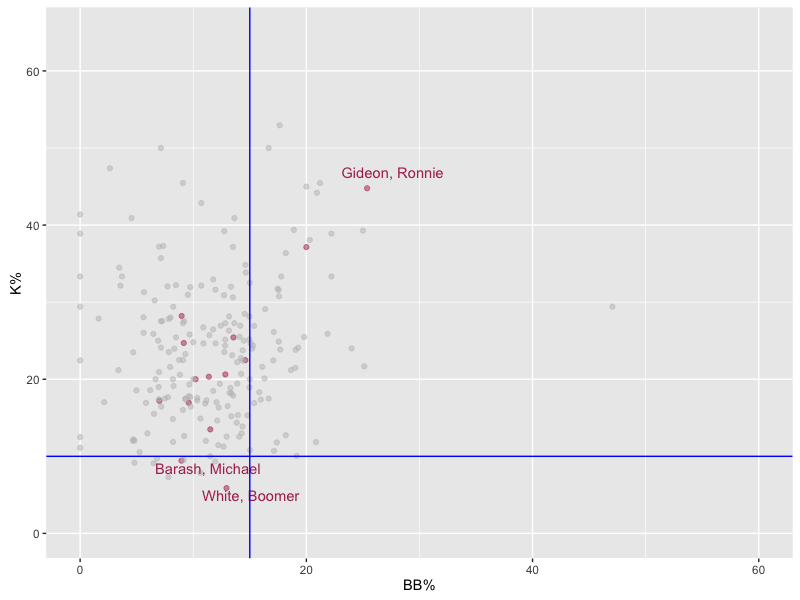 60
Gideon, Ronnie
40
K%
20
Barash, Michael
White, Boomer
0
0 20 40 60
BB%